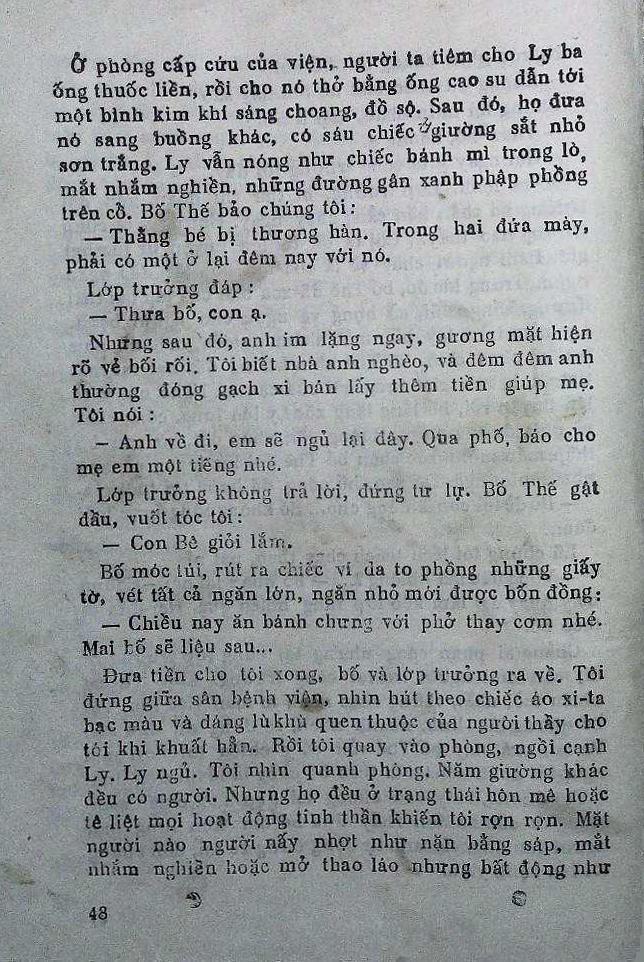 Ở phòng cấp cứu của viện, người ta tiêm cho Ly ba
ống thuốc liền, rồi cho nó thở bằng ống cao su dẫn tới
một bình kim khí sáng choang, đồ sộ. Sau đó, họ đưa
nó sang buồng khác, có sáu chiếc giường sắt nhỏ
sơn trắng. Ly vẫn nóng như chiếc bánh mì trong lò,
mắt nhắm nghiền, những đường gân xanh phập phồng
trên cổ. Bố Thế bảo chúng tôi:
— Thằng bé bị thương hàn. Trong hai đứa mày,
phải có một ở lại đêm nay với nó.
Lớp trưởng đáp :
— Thưa bố, con ạ.
Nhưng sau đó, anh im lặng ngay, gương mặt hiện
rõ vẻ bối rối. Tôi biết nhà anh nghèo, và đêm đêm anh
thường đóng gạch xỉ bán lấy thêm tiền giúp mẹ.
Tôi nói :
— Anh về đi, em sẽ ngủ lại đây. Qua phố, báo cho
mẹ em một tiếng nhé.
Lớp trưởng không trả lời, đứng tư lự. Bố Thế gật
đầu, vuốt tóc tôi :
— Con Bê giỏi lắm.
Bố móc túi, rút ra chiếc ví da to phồng những giấy
tờ, vét tất cả ngăn lớn, ngăn nhỏ mới được bốn đồng:
— Chiều nay ăn bánh chưng với phở thay cơm nhé.
Mai bố sẽ liệu sau...
Đưa tiền cho tôi xong, bố và lớp trưởng ra về. Tôi
đứng giữa sân bệnh viện, nhìn hút theo chiếc áo xi-ta
bạc màu và dáng lù khù quen thuộc của người thầy cho
tới khi khuất hẳn. Rồi tôi quay vào phòng, ngồi cạnh
Ly. Ly ngủ. Tôi nhìn quanh phòng. Năm giường khác
đều có người. Nhưng họ đều ở trạng thái hôn mê hoặc
tê liệt mọi hoạt động tinh thần khiến tôi rợn rợn. Mặt
người nào người nấy nhợt như nặn bằng sáp, mắt
nhắm nghiền hoặc mở thao láo nhưng bất động như
48